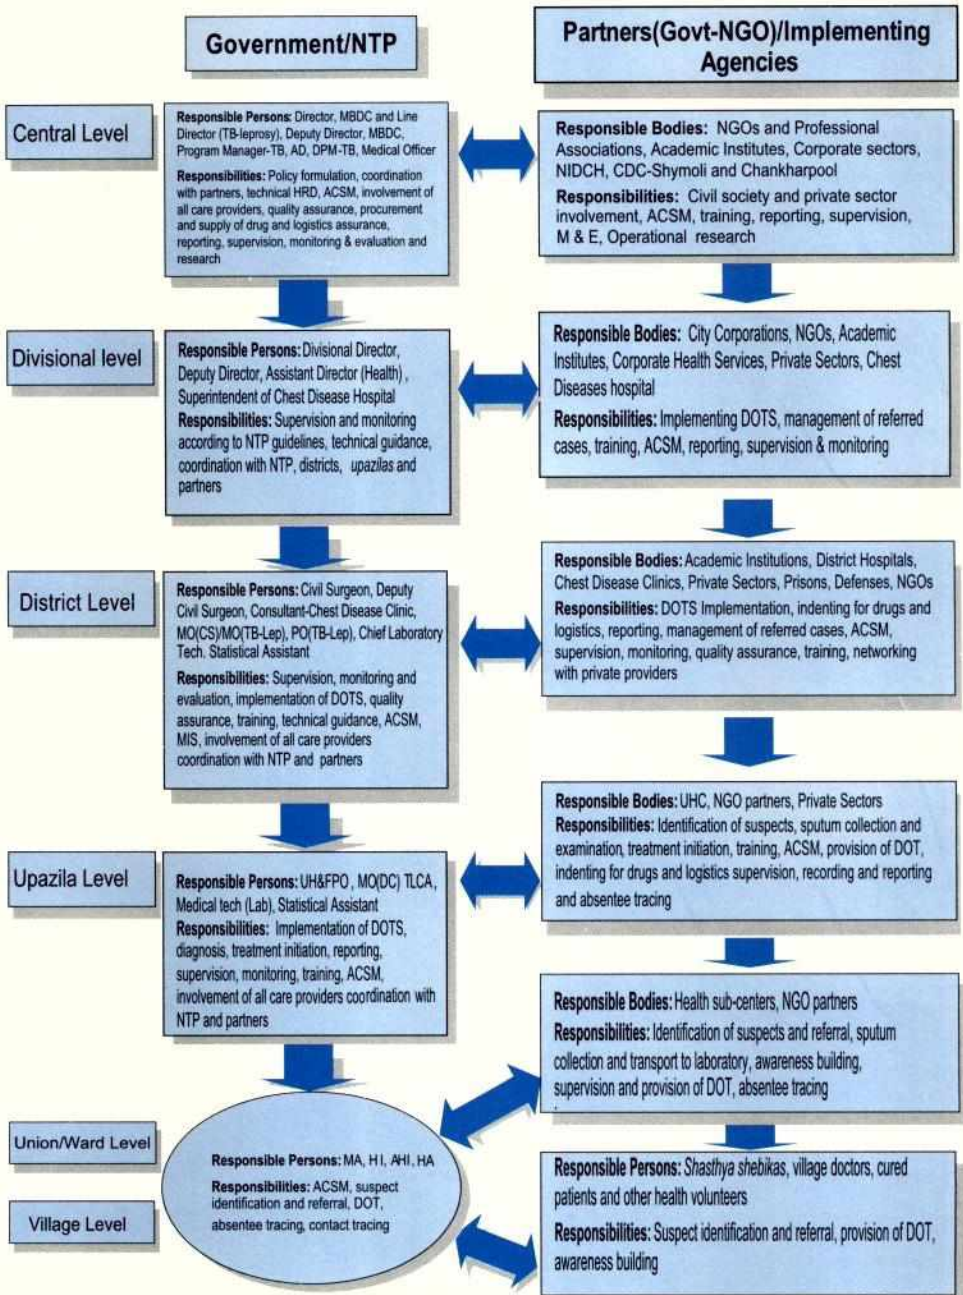 Government/NTP
Partners(Govt-NGO)/Implementing
Agencies
Central Level
Responsible Persons: Director, MBDC and Line
Director (TB-leprosy), Deputy Director, MBDC,
Program Manager-TB, AD, DPM-TB, Medical Officer
Responsibilities: Policy formulation, coordination
with partners, technical HRD, ACSM, involvement of
all care providers, quality assurance, procurement
and supply of drug and logistics assurance,
reporting, supervision, monitoring & evaluation and
research
Responsible Bodies: NGOs and Professional
Associations, Academic Institutes, Corporate sectors,
NIDCH, CDC-Shymoli and Chankharpool
Responsibilities: Civil society and private sector
involvement, ACSM, training, reporting, supervision,
M & E, Operational research
Divisional level
Responsible Persons: Divisional Director,
Deputy Director, Assistant Director (Health) ,
Superintendent of Chest Disease Hospital
Responsibilities: Supervision and monitoring
according to NTP guidelines, technical guidance,
coordination with NTP, districts, upazilas and
partners
Responsible Bodies: City Corporations, NGOs, Academic
Institutes, Corporate Health Services, Private Sectors, Chest
Diseases hospital
Responsibilities: Implementing DOTS, management of referred
cases, training, ACSM, reporting, supervision & monitoring
District Level
Responsible Persons: Civil Surgeon, Deputy
Civil Surgeon, Consultant-Chest Disease Clinic,
MO(CS)/MO(TB-Lep), PO(TB-Lep), Chief Laboratory
Tech. Statistical Assistant
Responsibilities: Supervision, monitoring and
evaluation, implementation of DOTS, quality
assurance, training, technical guidance, ACSM,
MIS, involvement of all care providers
coordination with NTP and partners
Responsible Bodies: Academic Institutions, District Hospitals,
Chest Disease Clinics, Private Sectors, Prisons, Defenses, NGOs
Responsibilities: DOTS Implementation, indenting for drugs and
logistics, reporting, management of referred cases, ACSM,
supervision, monitoring, quality assurance, training, networking
with private providers
Upazila Level
Responsible Persons: UH&FPO , MO(DC) TLCA,
Medical tech (Lab), Statistical Assistant
Responsibilities: Implementation of DOTS,
diagnosis, treatment initiation, reporting,
supervision, monitoring, training, ACSM,
involvement of all care providers coordination with
NTP and partners
Responsible Bodies: UHC, NGO partners, Private Sectors
Responsibilities: Identification of suspects, sputum collection and
examination, treatment initiation, training, ACSM, provision of DOT,
indenting for drugs and logistics supervision, recording and reporting
and absentee tracing
Responsible Bodies: Health sub-centers, NGO partners
Responsibilities: Identification of suspects and referral, sputum
collection and transport to laboratory, awareness building,
supervision and provision of DOT, absentee tracing
Union/Ward Level
Village Level
Responsible Persons: MA, HI, AHI, HA
Responsibilities: ACSM, suspect
identification and referral, DOT,
absentee tracing, contact tracing
Responsible Persons: Shasthya shebikas, village doctors, cured
patients and other health volunteers
Responsibilities: Suspect identification and referral, provision of DOT,
awareness building